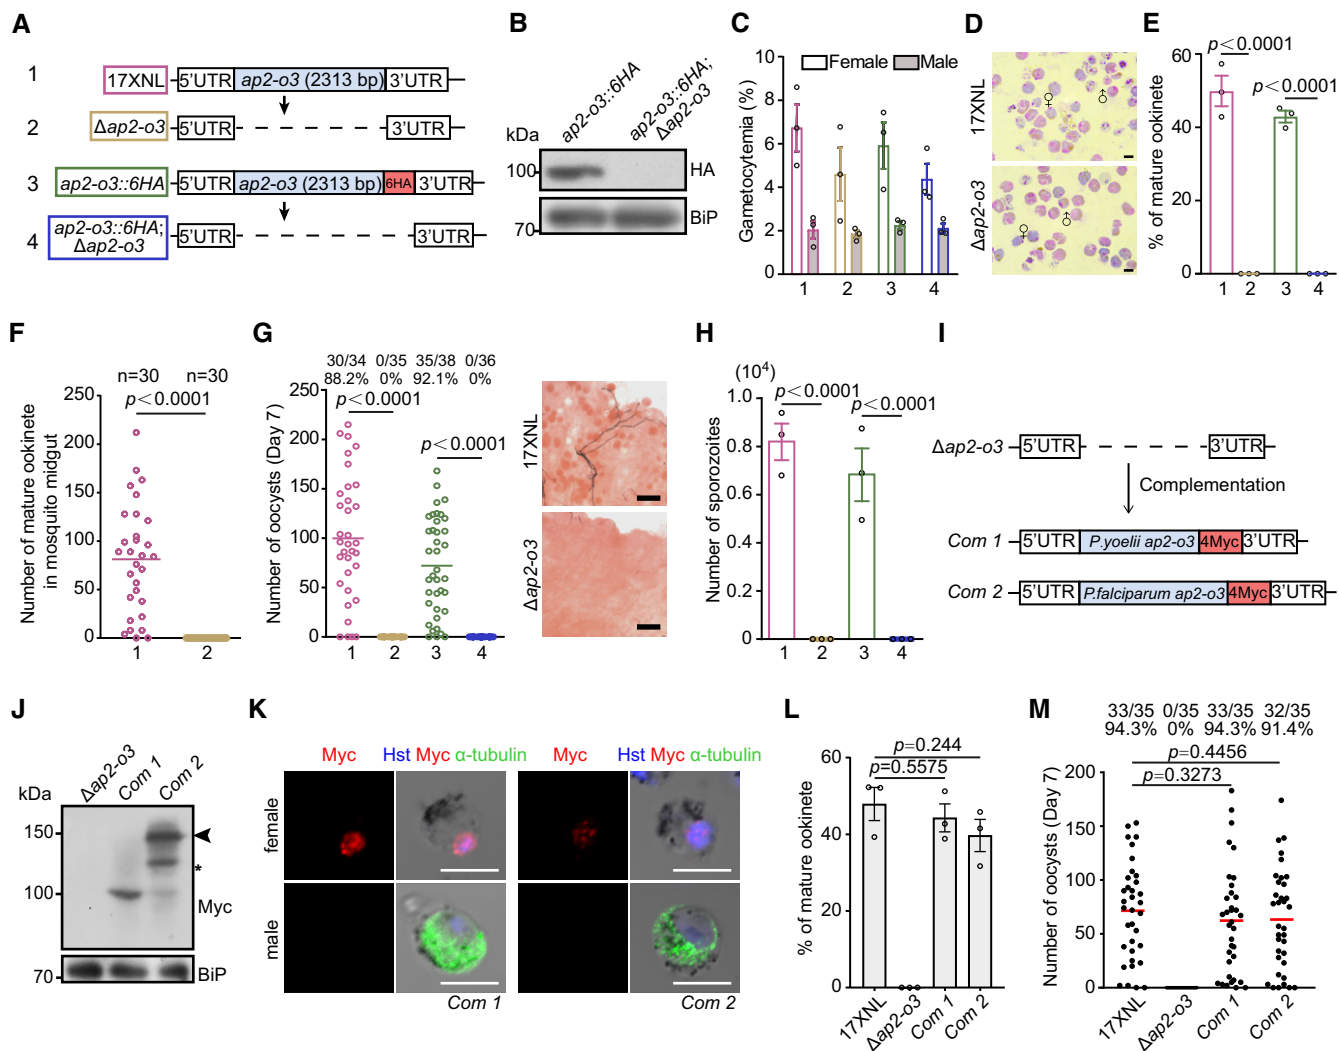 A
1 17XNL 5'UTR ap2-o3 (2313 bp) 3'UTR
2 Δap2-o3 5'UTR 3'UTR
3 ap2-o3::6HA 5'UTR ap2-o3 (2313 bp) 6HA 3'UTR
4 ap2-o3::6HA; Δap2-o3 5'UTR 3'UTR
B
ap2-o3::6HA
ap2-o3::6HA;
Δap2-o3
kDa
100 HA
70 BiP
C
Gametocytemia (%)
Female Male
10
8
6
4
2
0
1 2 3 4
D
17XNL
♀ ♂
Δap2-o3
♀ ♂
E
% of mature ookinete
p<0.0001
p<0.0001
60
40
20
0
1 2 3 4
F
Number of mature ookinete
in mosquito midgut
n=30 n=30
p<0.0001
250
200
150
100
50
0
1 2
G
Number of oocysts (Day 7)
30/34 0/35 35/38 0/36
88.2% 0% 92.1% 0%
p<0.0001
p<0.0001
250
200
150
100
50
0
1 2 3 4
17XNL
Δap2-o3
H
Number of sporozoites
(10⁴)
p<0.0001
p<0.0001
1.0
0.8
0.6
0.4
0.2
0
1 2 3 4
I
Δap2-o3 5'UTR 3'UTR
Complementation
Com 1 5'UTR P.yoelii ap2-o3 4Myc 3'UTR
Com 2 5'UTR P.falciparum ap2-o3 4Myc 3'UTR
J
Δap2-o3
Com 1
Com 2
kDa
150
*
100
Myc
70 BiP
K
Myc Hst Myc α-tubulin Myc Hst Myc α-tubulin
female
male
Com 1 Com 2
L
% of mature ookinete
p=0.244
p=0.5575
60
40
20
0
17XNL Δap2-o3 Com 1 Com 2
M
Number of oocysts (Day 7)
33/35 0/35 33/35 32/35
94.3% 0% 94.3% 91.4%
p=0.4456
p=0.3273
200
150
100
50
0
17XNL Δap2-o3 Com 1 Com 2